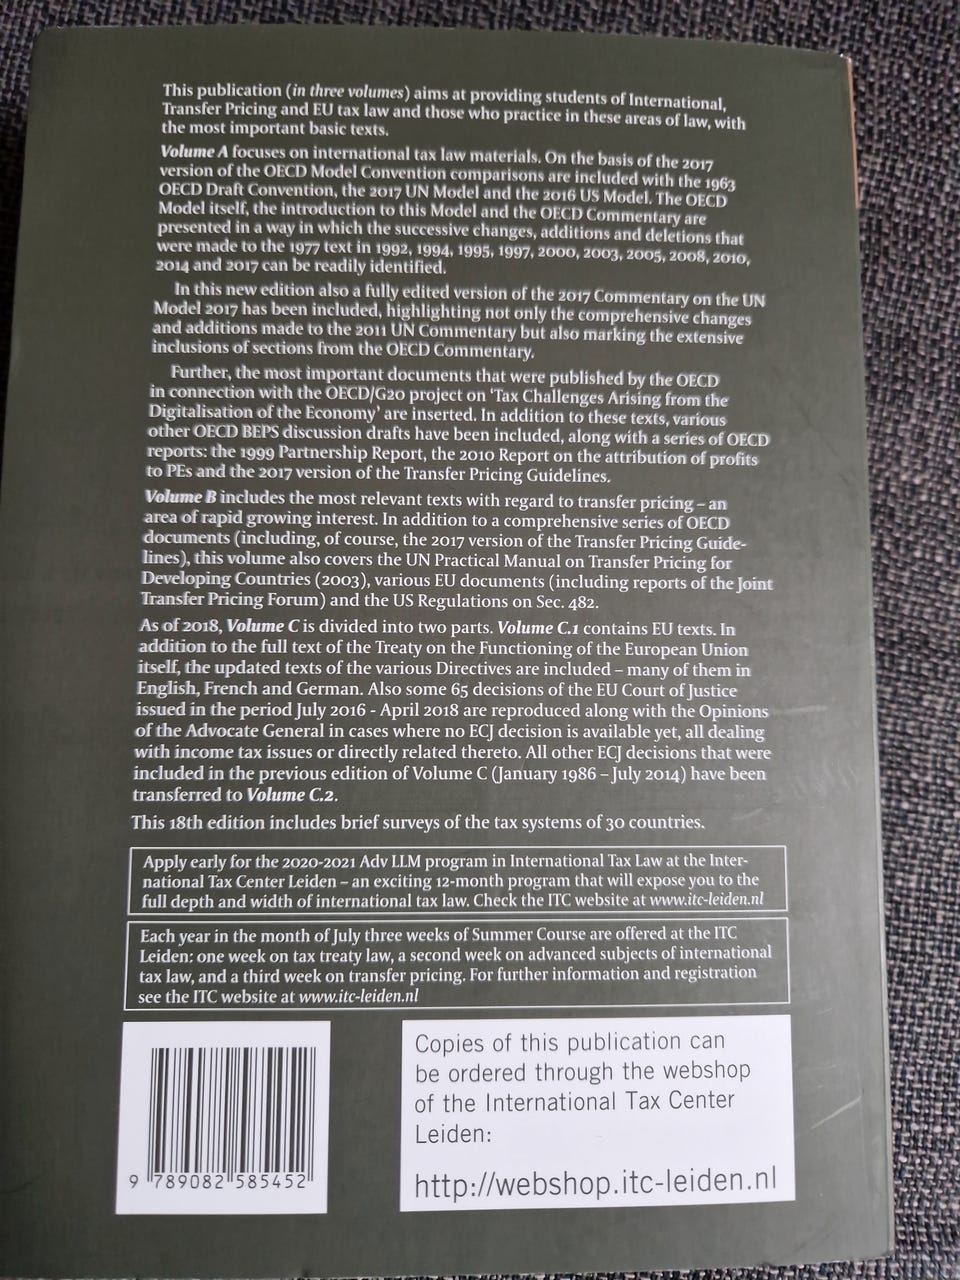 This publication (in three volumes) aims at providing students of International,
Transfer Pricing and EU tax law and those who practice in these areas of law, with
the most important basic texts.
Volume A focuses on international tax law materials. On the basis of the 2017
version of the OECD Model Convention comparisons are included with the 1963
OECD Draft Convention, the 2017 UN Model and the 2016 US Model. The OECD
Model itself, the introduction to this Model and the OECD Commentary are
presented in a way in which the successive changes, additions and deletions that
were made to the 1977 text in 1992, 1994, 1995, 1997, 2000, 2003, 2005, 2008, 2010,
2014 and 2017 can be readily identified.
In this new edition also a fully edited version of the 2017 Commentary on the UN
Model 2017 has been included, highlighting not only the comprehensive changes
and additions made to the 2011 UN Commentary but also marking the extensive
inclusions of sections from the OECD Commentary.
Further, the most important documents that were published by the OECD
in connection with the OECD/G20 project on ‘Tax Challenges Arising from the
Digitalisation of the Economy’ are inserted. In addition to these texts, various
other OECD BEPS discussion drafts have been included, along with a series of OECD
reports: the 1999 Partnership Report, the 2010 Report on the attribution of profits
to PEs and the 2017 version of the Transfer Pricing Guidelines.
Volume B includes the most relevant texts with regard to transfer pricing – an
area of rapid growing interest. In addition to a comprehensive series of OECD
documents (including, of course, the 2017 version of the Transfer Pricing Guide-
lines), this volume also covers the UN Practical Manual on Transfer Pricing for
Developing Countries (2003), various EU documents (including reports of the Joint
Transfer Pricing Forum) and the US Regulations on Sec. 482.
As of 2018, Volume C is divided into two parts. Volume C.1 contains EU texts. In
addition to the full text of the Treaty on the Functioning of the European Union
itself, the updated texts of the various Directives are included – many of them in
English, French and German. Also some 65 decisions of the EU Court of Justice
issued in the period July 2016 - April 2018 are reproduced along with the Opinions
of the Advocate General in cases where no ECJ decision is available yet, all dealing
with income tax issues or directly related thereto. All other ECJ decisions that were
included in the previous edition of Volume C (January 1986 – July 2014) have been
transferred to Volume C.2.
This 18th edition includes brief surveys of the tax systems of 30 countries.
Apply early for the 2020-2021 Adv LLM program in International Tax Law at the Inter-
national Tax Center Leiden – an exciting 12-month program that will expose you to the
full depth and width of international tax law. Check the ITC website at www.itc-leiden.nl
Each year in the month of July three weeks of Summer Course are offered at the ITC
Leiden: one week on tax treaty law, a second week on advanced subjects of international
tax law, and a third week on transfer pricing. For further information and registration
see the ITC website at www.itc-leiden.nl
9 789082 585452
Copies of this publication can
be ordered through the webshop
of the International Tax Center
Leiden:
http://webshop.itc-leiden.nl